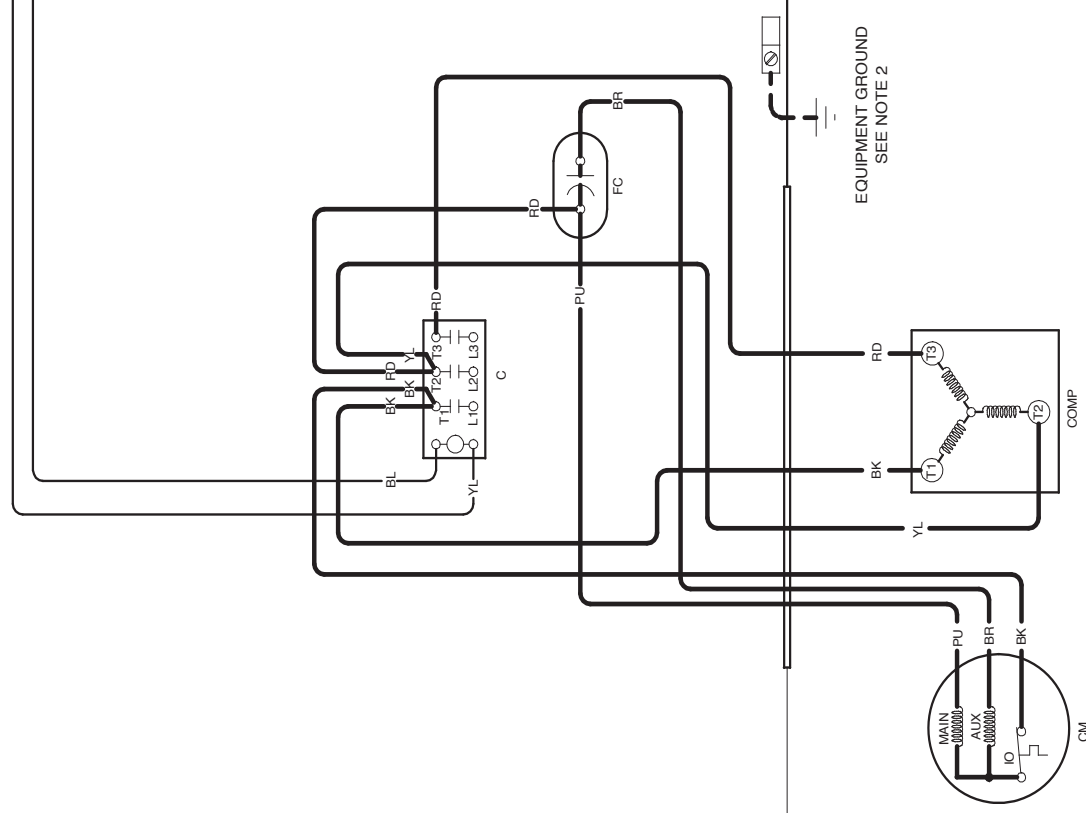 EQUIPMENT GROUND
SEE NOTE 2
BR
FC
RD
PU
RD
YL
RD
BK
BK
T3
T2
T1
L3
L2
L1
C
BL
YL
RD
BK
YL
T3
T1
T2
COMP
PU
BR
BK
MAIN
AUX
IO
CM